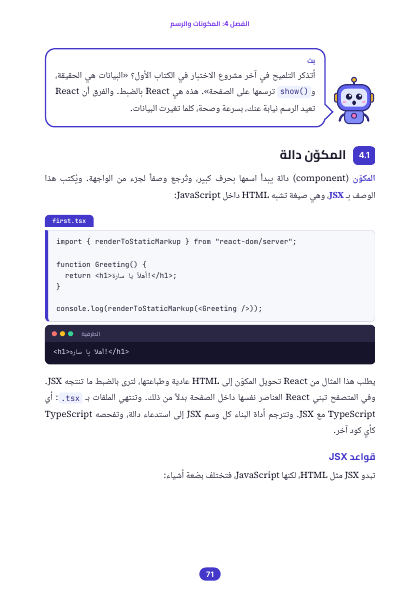 الفصل 4: المكونات والرسم
بت
أتتذكر التلميح في آخر مشروع الاختبار في الكتاب الأول؟ «البيانات هي الحقيقة،
و show() ترسمها على الصفحة». هذه هي React بالضبط. والفرق أن React
تعيد الرسم نيابة عنك، بسرعة وصحة، كلما تغيرت البيانات.
4.1 المكوّن دالة
المكوّن (component) دالة يبدأ اسمها بحرف كبير، وتُرجع وصفاً لجزء من الواجهة. ويُكتب هذا
الوصف بـ JSX، وهي صيغة تشبه HTML داخل JavaScript:
first.tsx
import { renderToStaticMarkup } from "react-dom/server";
function Greeting() {
return <h1>أهلاً يا سارة!</h1>;
}
console.log(renderToStaticMarkup(<Greeting />));
الطرفية
<h1>أهلاً يا سارة!</h1>
يطلب هذا المثال من React تحويل المكوّن إلى HTML عادية وطباعتها، لترى بالضبط ما تنتجه JSX.
وفي المتصفح تبني React العناصر نفسها داخل الصفحة بدلاً من ذلك. وتنتهي الملفات بـ .tsx : أي
TypeScript مع JSX. وتترجم أداة البناء كل وسم JSX إلى استدعاء دالة، وتفحصه TypeScript
كأي كود آخر.
قواعد JSX
تبدو JSX مثل HTML، لكنها JavaScript، فتختلف بضعة أشياء:
71